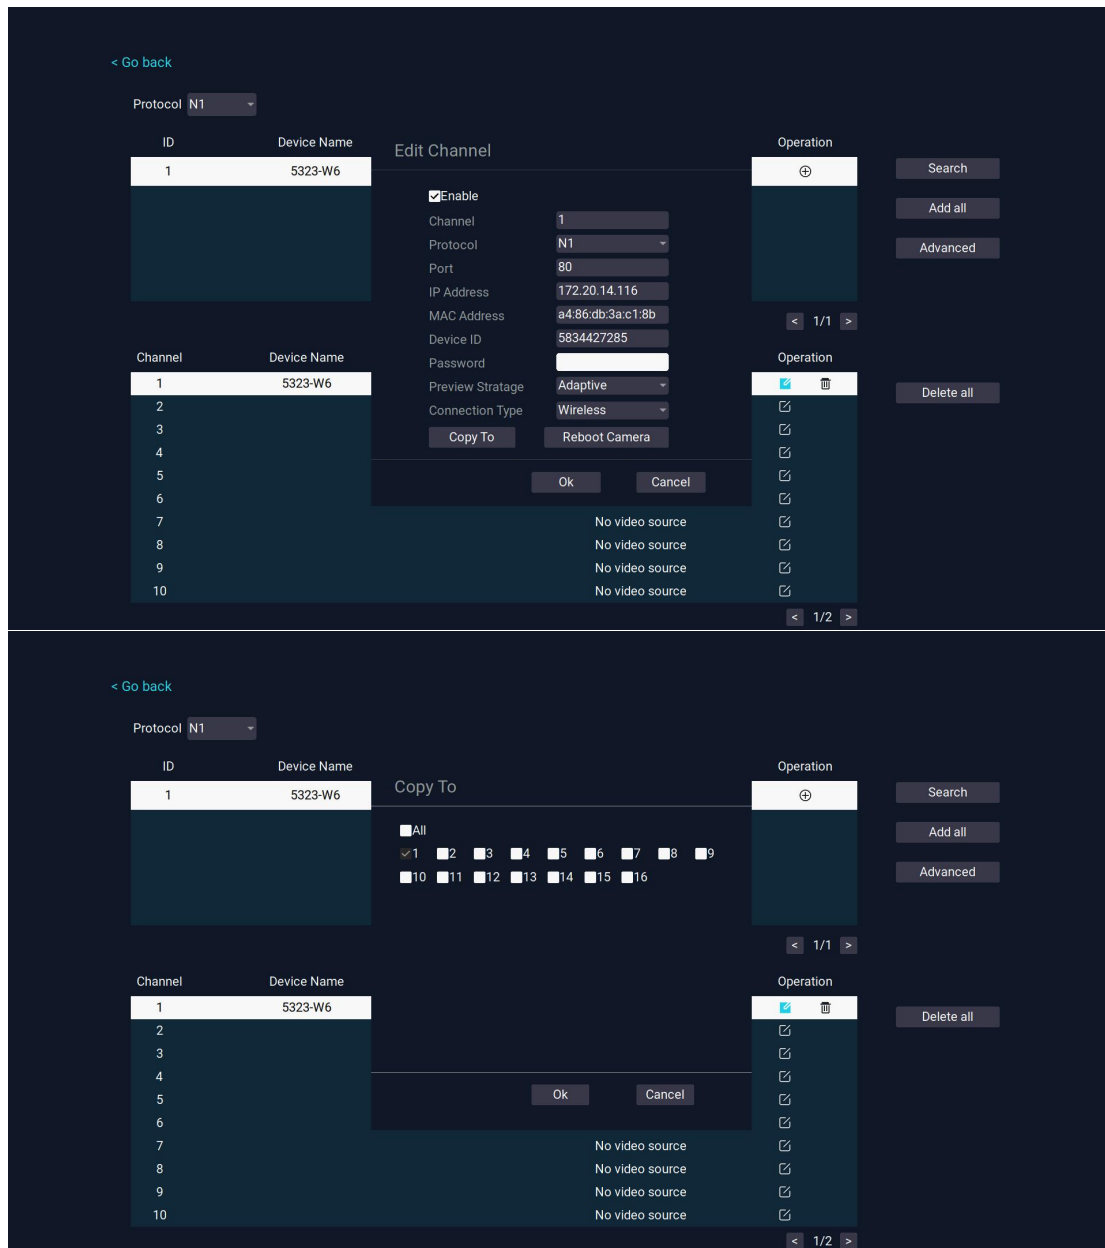 < Go back
Protocol N1
ID Device Name Operation
1 5323-W6
Search
Add all
Advanced
Edit Channel
Enable
Channel 1
Protocol N1
Port 80
IP Address 172.20.14.116
MAC Address a4:86:db:3a:c1:8b
Device ID 5834427285
Password
Preview Stratage Adaptive
Connection Type Wireless
Copy To Reboot Camera
Ok Cancel
< 1/1 >
Channel Device Name Operation
1 5323-W6
Delete all
2
3
4
5
6
7 No video source
8 No video source
9 No video source
10 No video source
< 1/2 >
< Go back
Protocol N1
ID Device Name Operation
1 5323-W6
Search
Add all
Advanced
Copy To
All
1 2 3 4 5 6 7 8 9
10 11 12 13 14 15 16
Ok Cancel
< 1/1 >
Channel Device Name Operation
1 5323-W6
Delete all
2
3
4
5
6
7 No video source
8 No video source
9 No video source
10 No video source
< 1/2 >